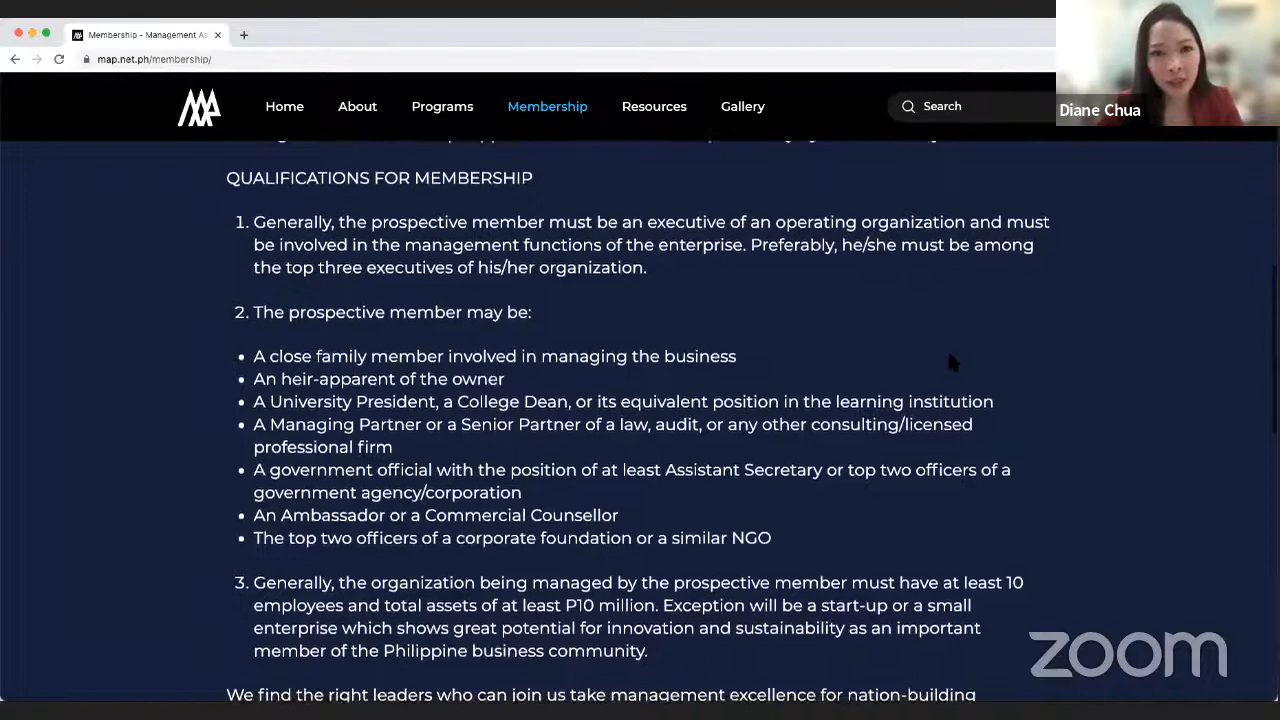 Membership - Management As
map.net.ph/membership/
Home About Programs Membership Resources Gallery Search
Diane Chua
QUALIFICATIONS FOR MEMBERSHIP
1. Generally, the prospective member must be an executive of an operating organization and must
be involved in the management functions of the enterprise. Preferably, he/she must be among
the top three executives of his/her organization.
2. The prospective member may be:
• A close family member involved in managing the business
• An heir-apparent of the owner
• A University President, a College Dean, or its equivalent position in the learning institution
• A Managing Partner or a Senior Partner of a law, audit, or any other consulting/licensed
professional firm
• A government official with the position of at least Assistant Secretary or top two officers of a
government agency/corporation
• An Ambassador or a Commercial Counsellor
• The top two officers of a corporate foundation or a similar NGO
3. Generally, the organization being managed by the prospective member must have at least 10
employees and total assets of at least P10 million. Exception will be a start-up or a small
enterprise which shows great potential for innovation and sustainability as an important
member of the Philippine business community.
We find the right leaders who can join us take management excellence for nation-building
zoom